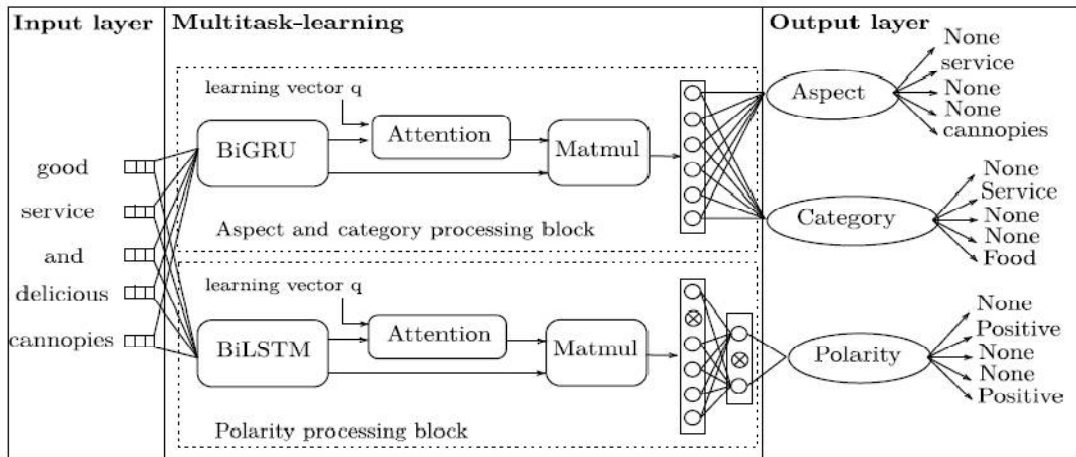 Input layer
Multitask-learning
Output layer
good
service
and
delicious
cannopies
learning vector q
BiGRU
Attention
Matmul
Aspect and category processing block
learning vector q
BiLSTM
Attention
Matmul
Polarity processing block
Aspect
None
service
None
None
cannopies
Category
None
Service
None
None
Food
Polarity
None
Positive
None
None
Positive